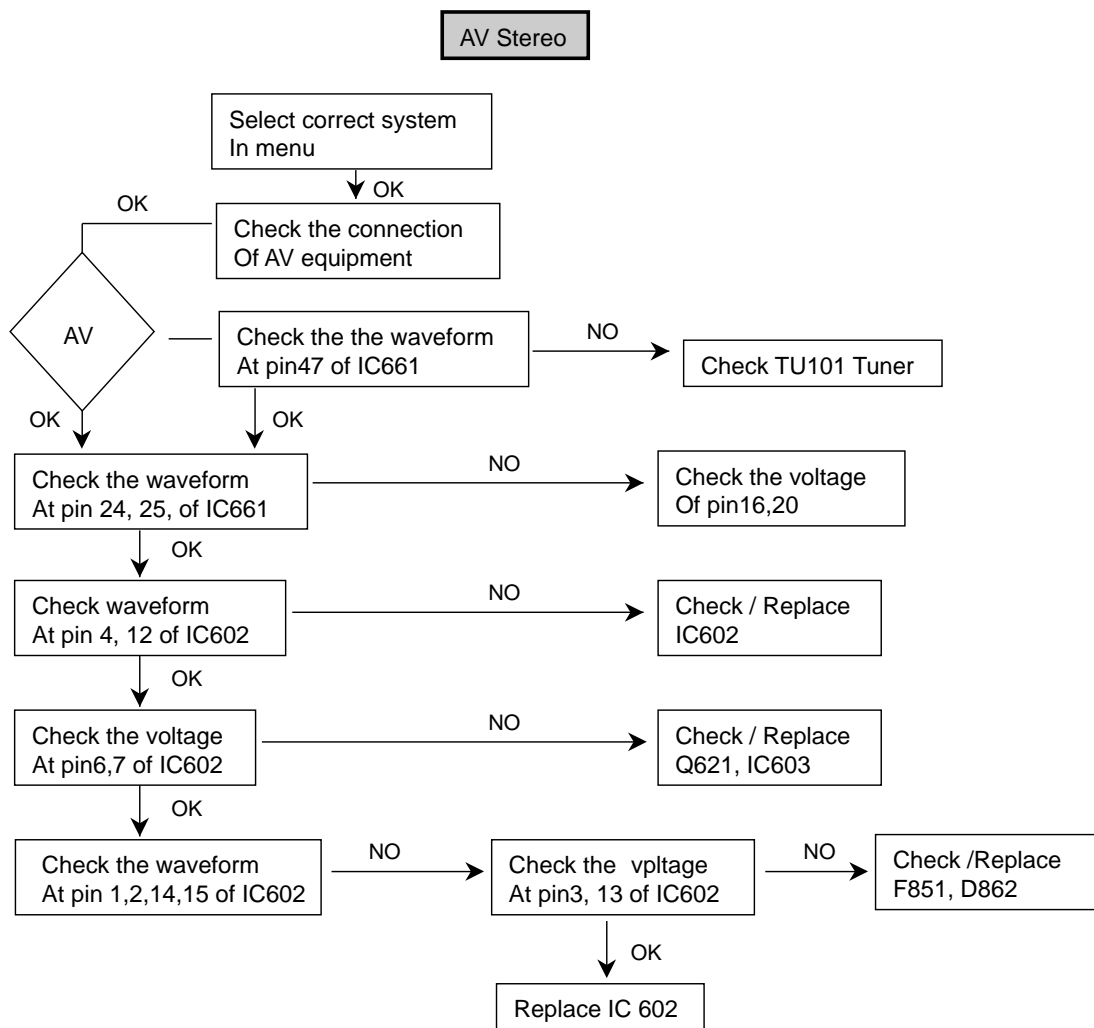 AV Stereo
Select correct system
In menu
OK
OK
Check the connection
Of AV equipment
AV
Check the the waveform
At pin47 of IC661
NO
Check TU101 Tuner
OK
OK
Check the waveform
At pin 24, 25, of IC661
NO
Check the voltage
Of pin16,20
OK
Check waveform
At pin 4, 12 of IC602
NO
Check / Replace
IC602
OK
Check the voltage
At pin6,7 of IC602
NO
Check / Replace
Q621, IC603
OK
Check the waveform
At pin 1,2,14,15 of IC602
NO
Check the vpltage
At pin3, 13 of IC602
NO
Check /Replace
F851, D862
OK
Replace IC 602